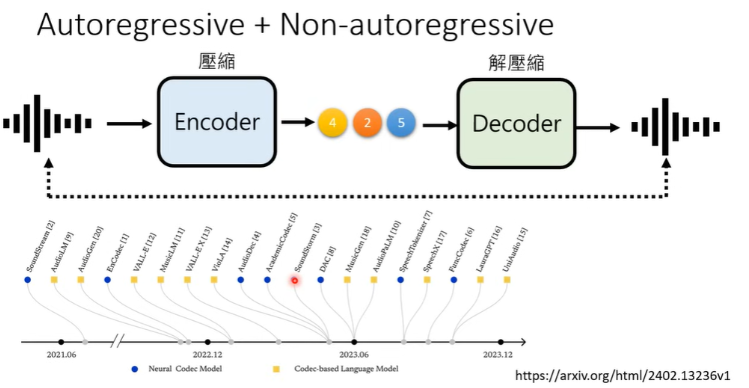 Autoregressive + Non-autoregressive
壓縮
解壓縮
Encoder
4
2
5
Decoder
SoundStream [2]
AudioLM [9]
AudioGen [20]
EnCodec [1]
VALL-E [12]
MusicLM [11]
VALL-E X [13]
VioLA [14]
AudioDec [4]
AcademicCodec [5]
SoundStorm [3]
DAC [8]
MusicGen [18]
AudioPaLM [10]
SpeechTokenizer [7]
SpeechX [17]
FunCodec [6]
LauraGPT [16]
UniAudio [15]
2021.06
2022.12
2023.06
2023.12
Neural Codec Model
Codec-based Language Model
https://arxiv.org/html/2402.13236v1